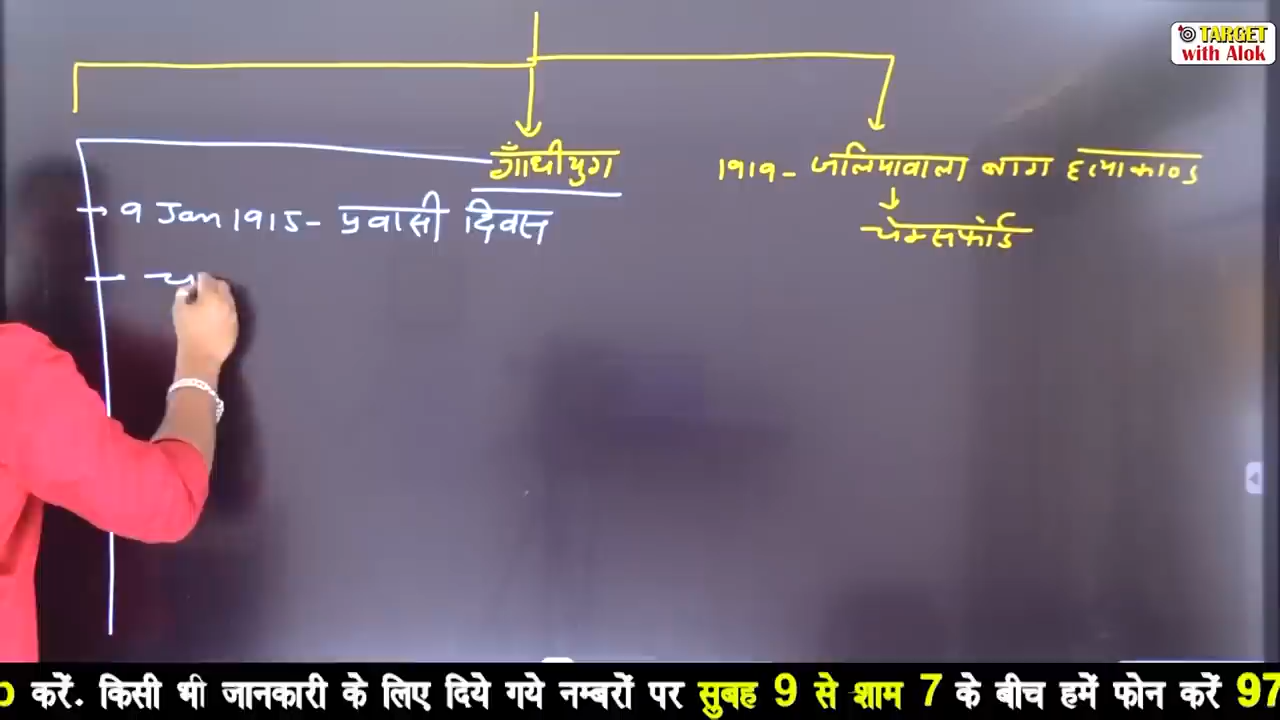 TARGET
with Alok
गाँधीयुग
1919- जलियावाला बाग हत्याकाण्ड
9 Jan 1915- प्रवासी दिवस
चेम्सफोर्ड
करें. किसी भी जानकारी के लिए दिये गये नम्बरों पर सुबह 9 से शाम 7 के बीच हमें फोन करें 97